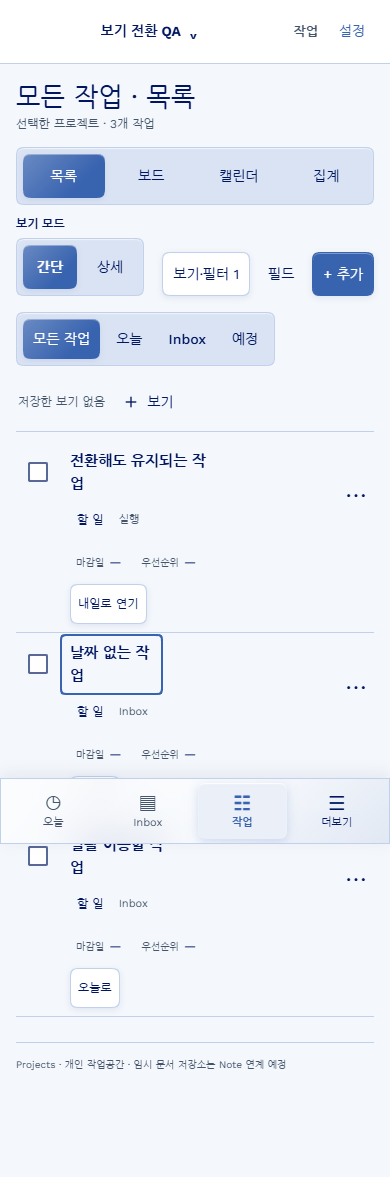 보기 전환 QA
작업 설정
모든 작업 · 목록
선택한 프로젝트 · 3개 작업
목록 보드 캘린더 집계
보기 모드
간단 상세 보기·필터 1 필드 + 추가
모든 작업 오늘 Inbox 예정
저장한 보기 없음 + 보기
전환해도 유지되는 작
업
할 일 실행
마감일 — 우선순위 —
내일로 연기
날짜 없는 작
업
할 일 Inbox
마감일 — 우선순위 —
오늘 Inbox 작업 더보기
작
업
할 일 Inbox
마감일 — 우선순위 —
오늘로
Projects · 개인 작업공간 · 임시 문서 저장소는 Note 연계 예정